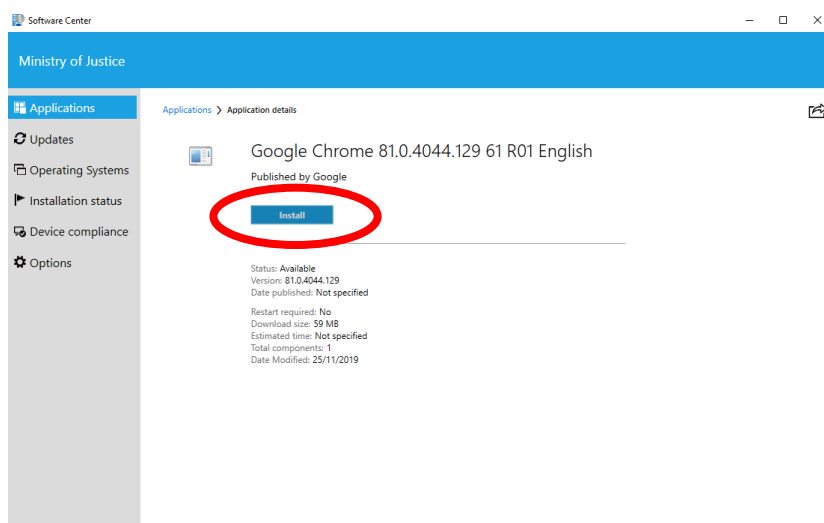 Software Center
Ministry of Justice
Applications
Updates
Operating Systems
Installation status
Device compliance
Options
Applications > Application details
Google Chrome 81.0.4044.129 61 R01 English
Published by Google
Install
Status: Available
Version: 81.0.4044.129
Date published: Not specified
Restart required: No
Download size: 59 MB
Estimated time: Not specified
Total components: 1
Date Modified: 25/11/2019